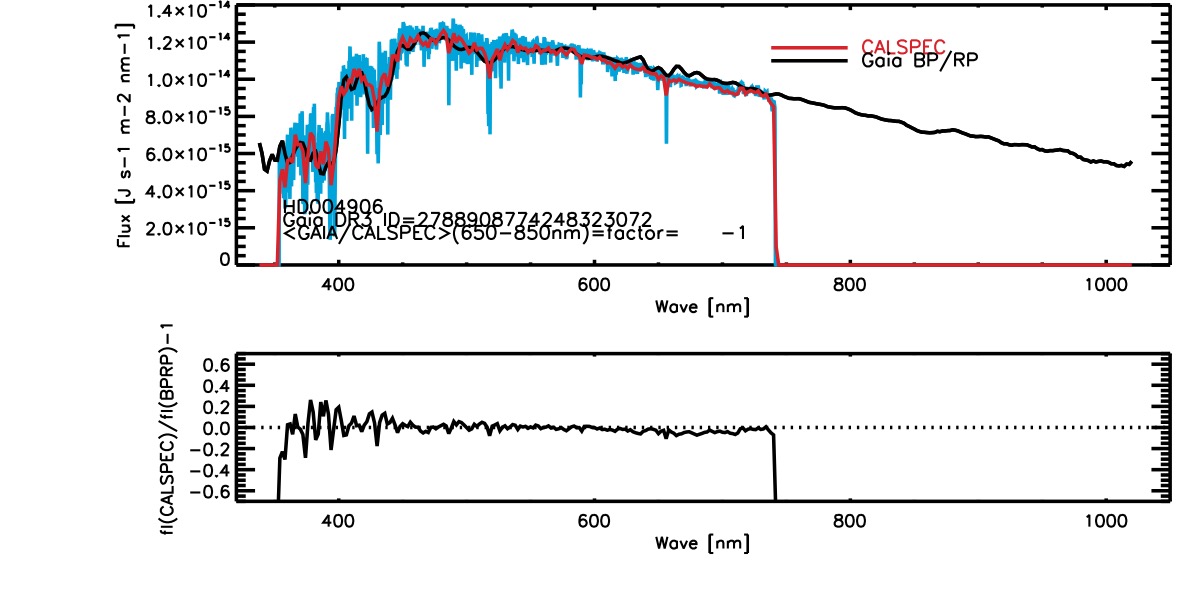 1.4×10−14
1.2×10−14
1.0×10−14
8.0×10−15
6.0×10−15
4.0×10−15
2.0×10−15
0
Flux [J s−1 m−2 nm−1]
CALSPEC
Gaia BP/RP
HD004906
Gaia DR3 ID=2788908774248323072
<GAIA/CALSPEC>(650−850nm)=factor= −1
400 600 800 1000
Wave [nm]
fl(CALSPEC)/fl(BPRP)−1
0.6
0.4
0.2
0.0
−0.2
−0.4
−0.6
400 600 800 1000
Wave [nm]